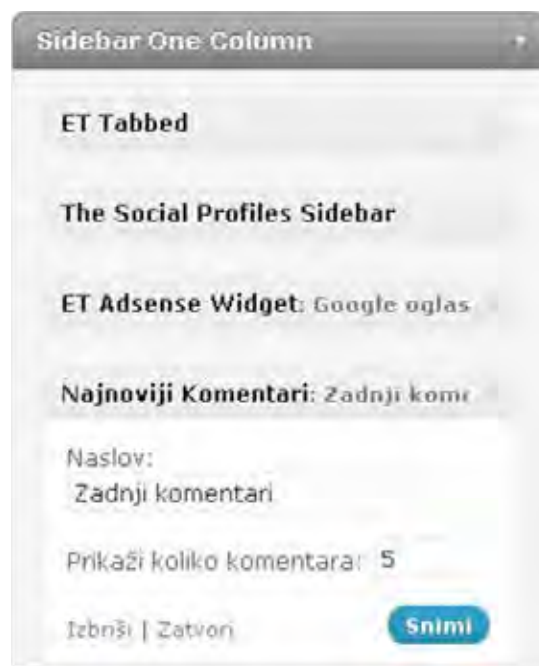 Sidebar One Column
ET Tabbed
The Social Profiles Sidebar
ET Adsense Widget: Google oglas
Najnoviji Komentari: Zadnji kome
Naslov:
Zadnji komentari
Prikaži koliko komentara: 5
Izbriši | Zatvori Snimi